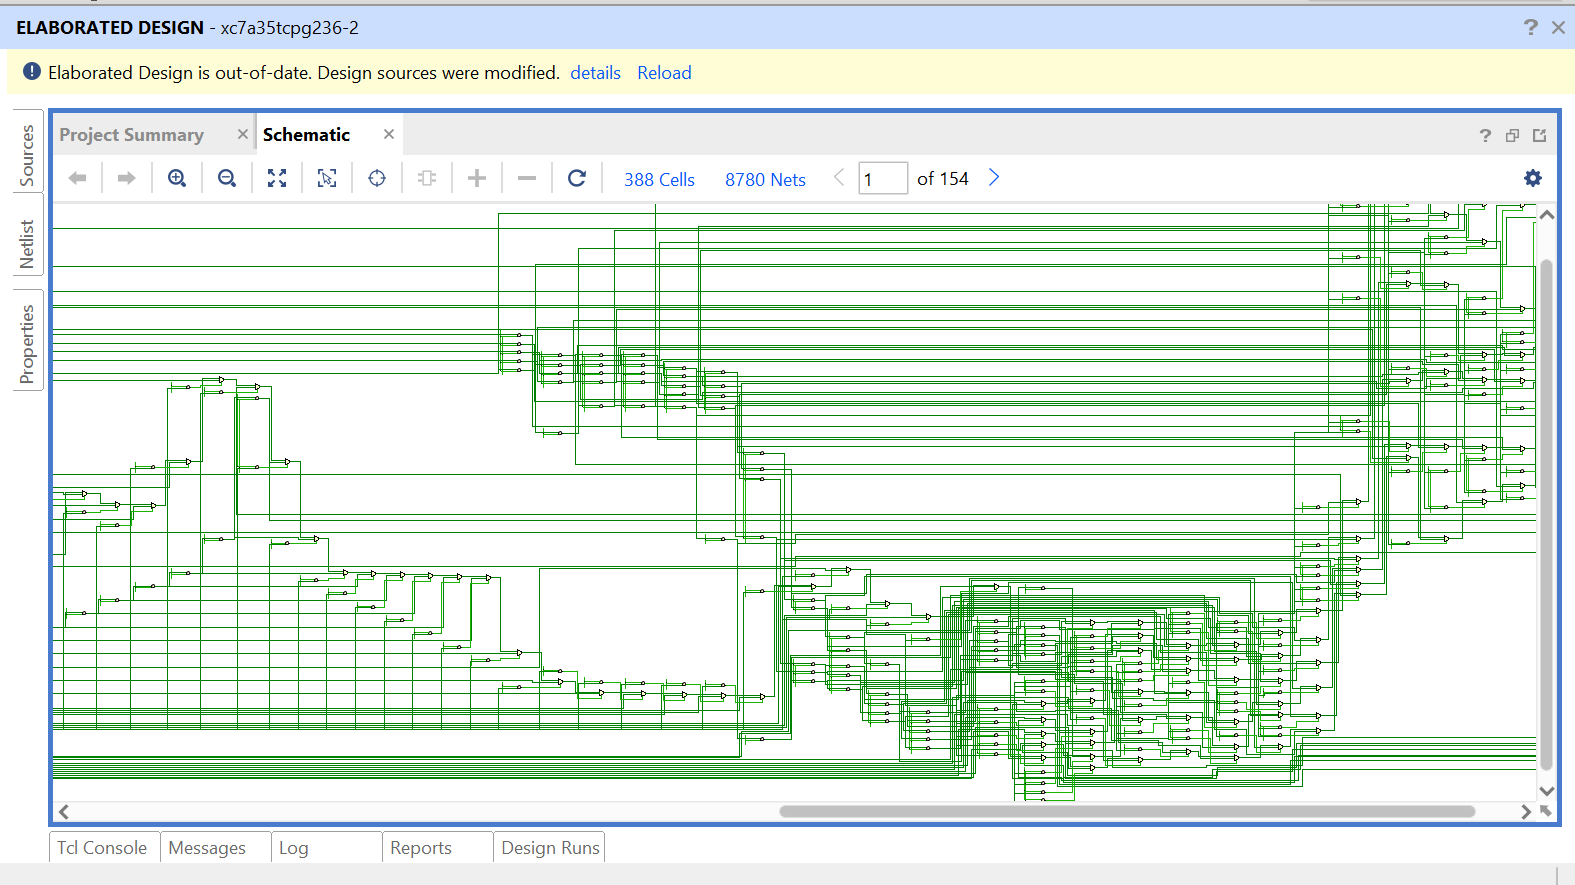 ELABORATED DESIGN - xc7a35tcpg236-2
Elaborated Design is out-of-date. Design sources were modified. details Reload
Sources
Netlist
Properties
Project Summary
Schematic
388 Cells 8780 Nets 1 of 154
Tcl Console Messages Log Reports Design Runs